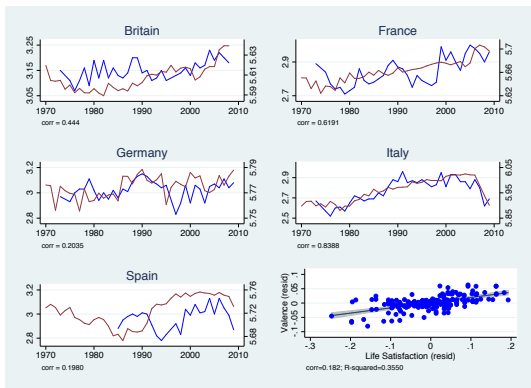 Britain
3.25
3.15
3.05
5.63
5.61
5.59
1970 1980 1990 2000 2010
corr = 0.444
France
2.9
2.7
5.7
5.66
5.62
1970 1980 1990 2000 2010
corr = 0.6191
Germany
3.2
3
2.8
5.79
5.77
5.75
1970 1980 1990 2000 2010
corr = 0.2035
Italy
2.9
2.7
2.5
6.05
5.95
5.85
1970 1980 1990 2000 2010
corr = 0.8388
Spain
3.2
3
2.8
5.76
5.72
5.68
1970 1980 1990 2000 2010
corr = 0.1980
Valence (resid)
.1
.05
0
-.05
-.1
-.3 -.2 -.1 .0 .1 .2
Life Satisfaction (resid)
corr=0.182; R-squared=0.3550